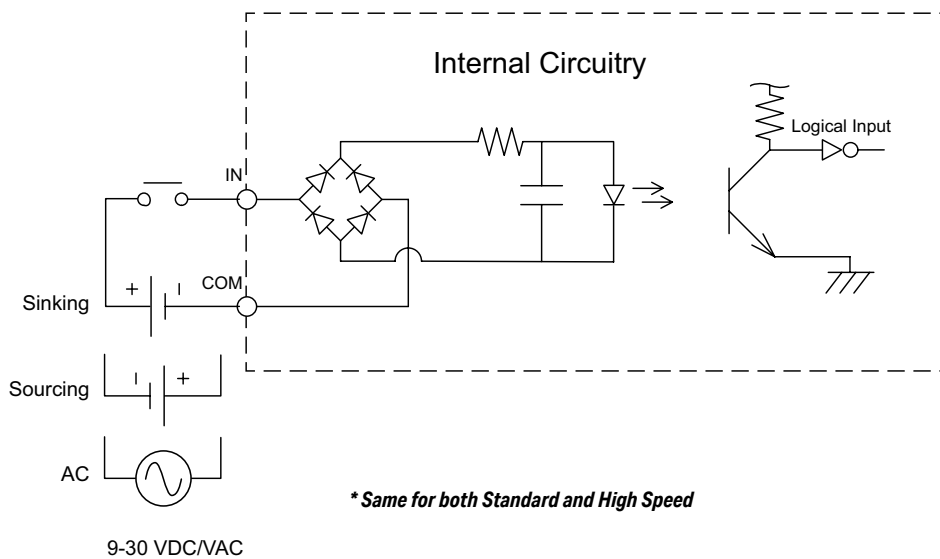 Internal Circuitry
Logical Input
IN
COM
+ –
Sinking
– +
Sourcing
AC
* Same for both Standard and High Speed
9-30 VDC/VAC